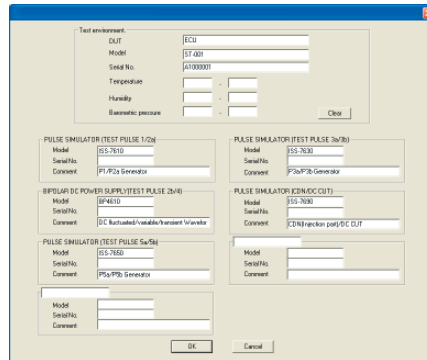 Test environment
DUT ECU
Model ST-001
Serial No. A1000001
Temperature -
Humidity -
Barometric pressure
Clear
PULSE SIMULATOR (TEST PULSE 1/2a)
Model ISS-7610
Serial No.
Comment P1/P2a Generator
PULSE SIMULATOR (TEST PULSE 3a/3b)
Model ISS-7630
Serial No.
Comment P3a/P3b Generator
BIPOLAR DC POWER SUPPLY(TEST PULSE 2b/4)
Model BP4610
Serial No.
Comment DC fluctuated/variable/transient Wavefor
PULSE SIMULATOR (CDN/DC CUT)
Model ISS-7690
Serial No.
Comment CDN(Injection part)/DC CUT
PULSE SIMULATOR (TEST PULSE 5a/5b)
Model ISS-7650
Serial No.
Comment P5a/P5b Generator
Model
Serial No.
Comment
Model
Serial No.
Comment
OK Cancel